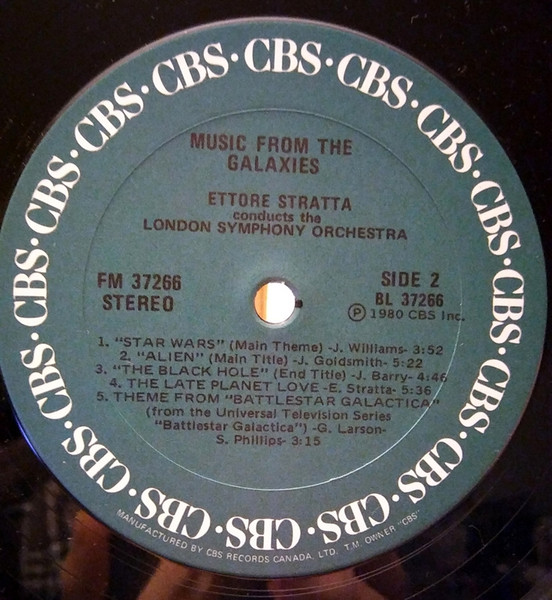 CBS·CBS·CBS·CBS·CBS·CBS·CBS·CBS·CBS·CBS·CBS·CBS·CBS·CBS·CBS·CBS·
MUSIC FROM THE
GALAXIES
ETTORE STRATTA
conducts the
LONDON SYMPHONY ORCHESTRA
FM 37266
STEREO
SIDE 2
BL 37266
Ⓟ 1980 CBS Inc.
1. "STAR WARS" (Main Theme) -J. Williams- 3:52
2. "ALIEN" (Main Title) -J. Goldsmith- 5:22
3. "THE BLACK HOLE" (End Title) -J. Barry- 4:46
4. THE LATE PLANET LOVE -E. Stratta- 5:36
5. THEME FROM "BATTLESTAR GALACTICA"
(from the Universal Television Series
"Battlestar Galactica") -G. Larson-
S. Phillips- 3:15
MANUFACTURED BY CBS RECORDS CANADA, LTD. T.M. OWNER "CBS"